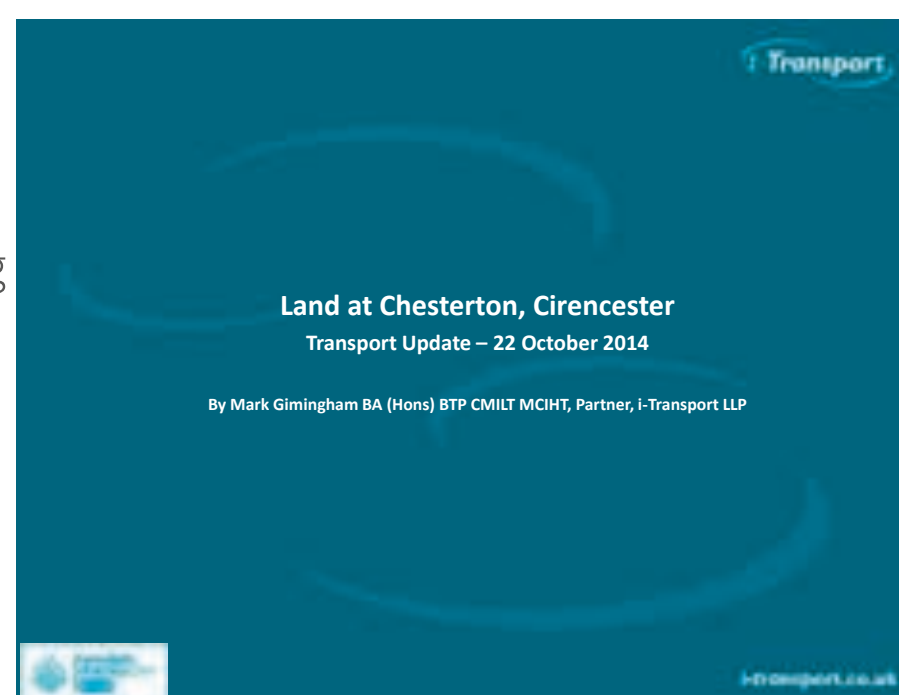 i Transport
Land at Chesterton, Cirencester
Transport Update – 22 October 2014
By Mark Gimingham BA (Hons) BTP CMILT MCIHT, Partner, i-Transport LLP
i-transport.co.uk